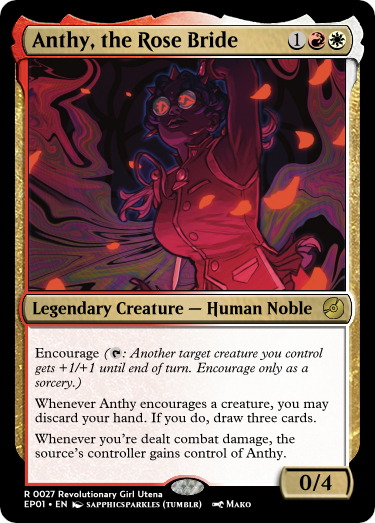 Anthy, the Rose Bride 1
Legendary Creature — Human Noble
Encourage (: Another target creature you control
gets +1/+1 until end of turn. Encourage only as a
sorcery.)
Whenever Anthy encourages a creature, you may
discard your hand. If you do, draw three cards.
Whenever you’re dealt combat damage, the
source’s controller gains control of Anthy.
0/4
R 0027 Revolutionary Girl Utena
EP01 • EN SAPPHICSPARKLES (TUMBLR) MAKO